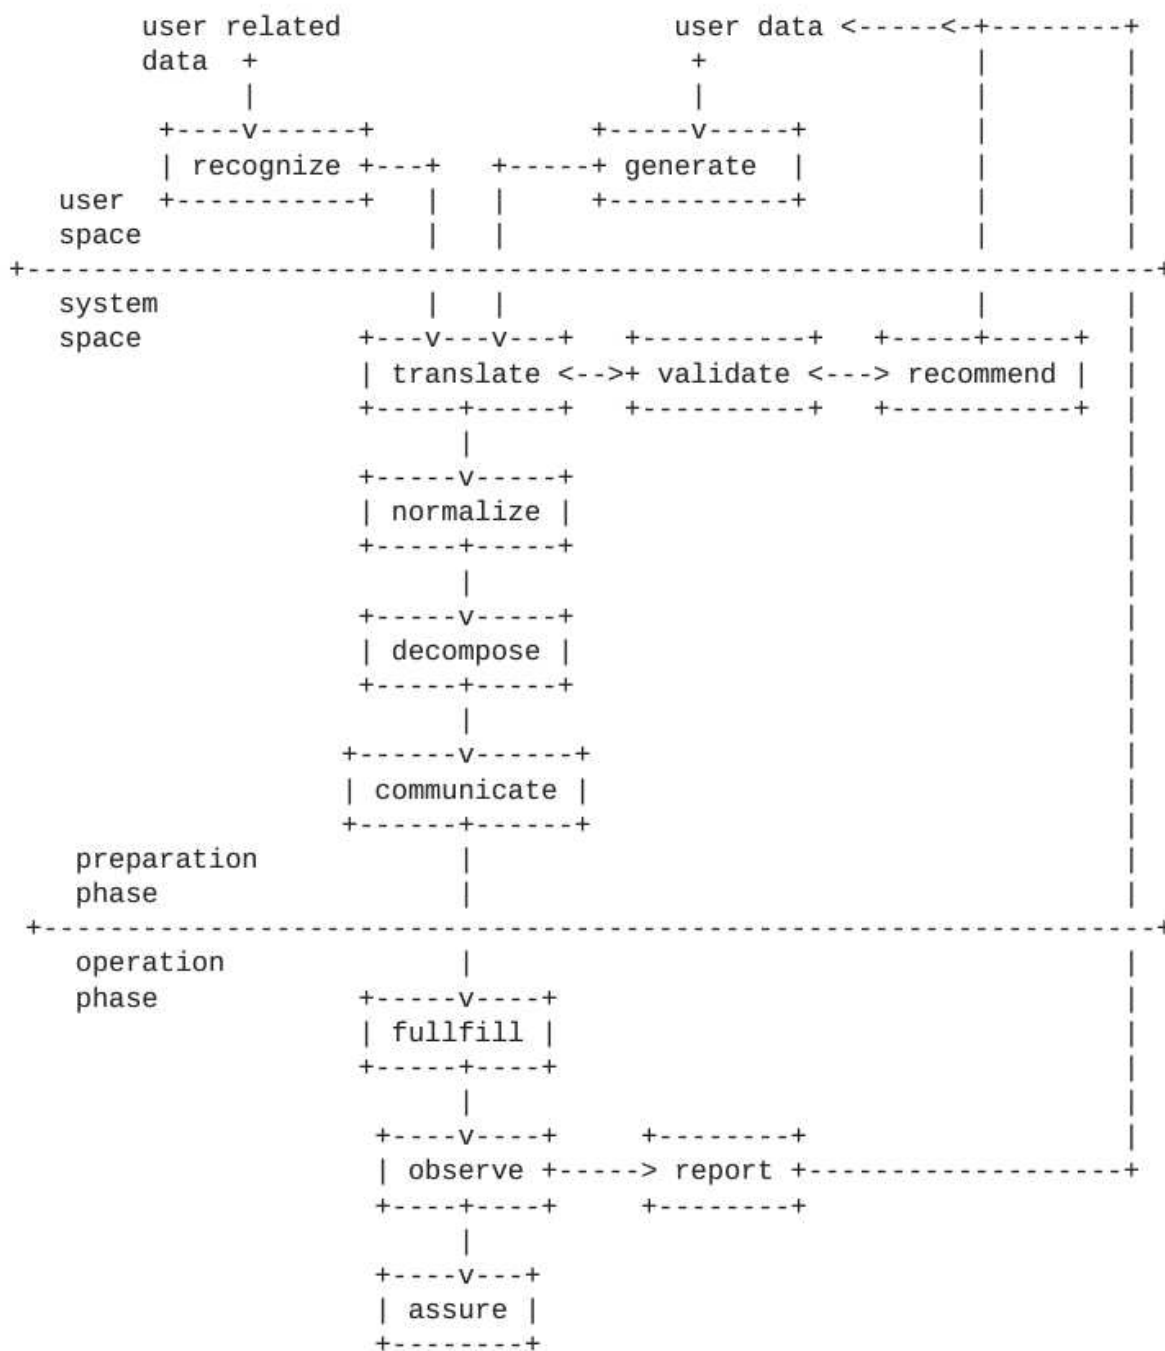 user related user data <-----<-+--------+
data + + | |
| | | |
+----v------+ +-----v-----+ | |
| recognize +---+ +-----+ generate | | |
user +-----------+ | | +-----------+ | |
space | | | |
+--------------------------------------------------------------------+
system | | | |
space +---v---v---+ +----------+ +-----+-----+ |
| translate <-->+ validate <---> recommend | |
+-----+-----+ +----------+ +-----------+ |
| |
+-----v-----+ |
| normalize | |
+-----+-----+ |
| |
+-----v-----+ |
| decompose | |
+-----+-----+ |
| |
+------v------+ |
| communicate | |
+------+------+ |
preparation | |
phase | |
+-------------------------------------------------------------------+
operation | |
phase +-----v----+ |
| fullfill | |
+-----+----+ |
| |
+----v----+ +--------+ |
| observe +-----> report +-------------------+
+----+----+ +--------+
|
+----v---+
| assure |
+--------+